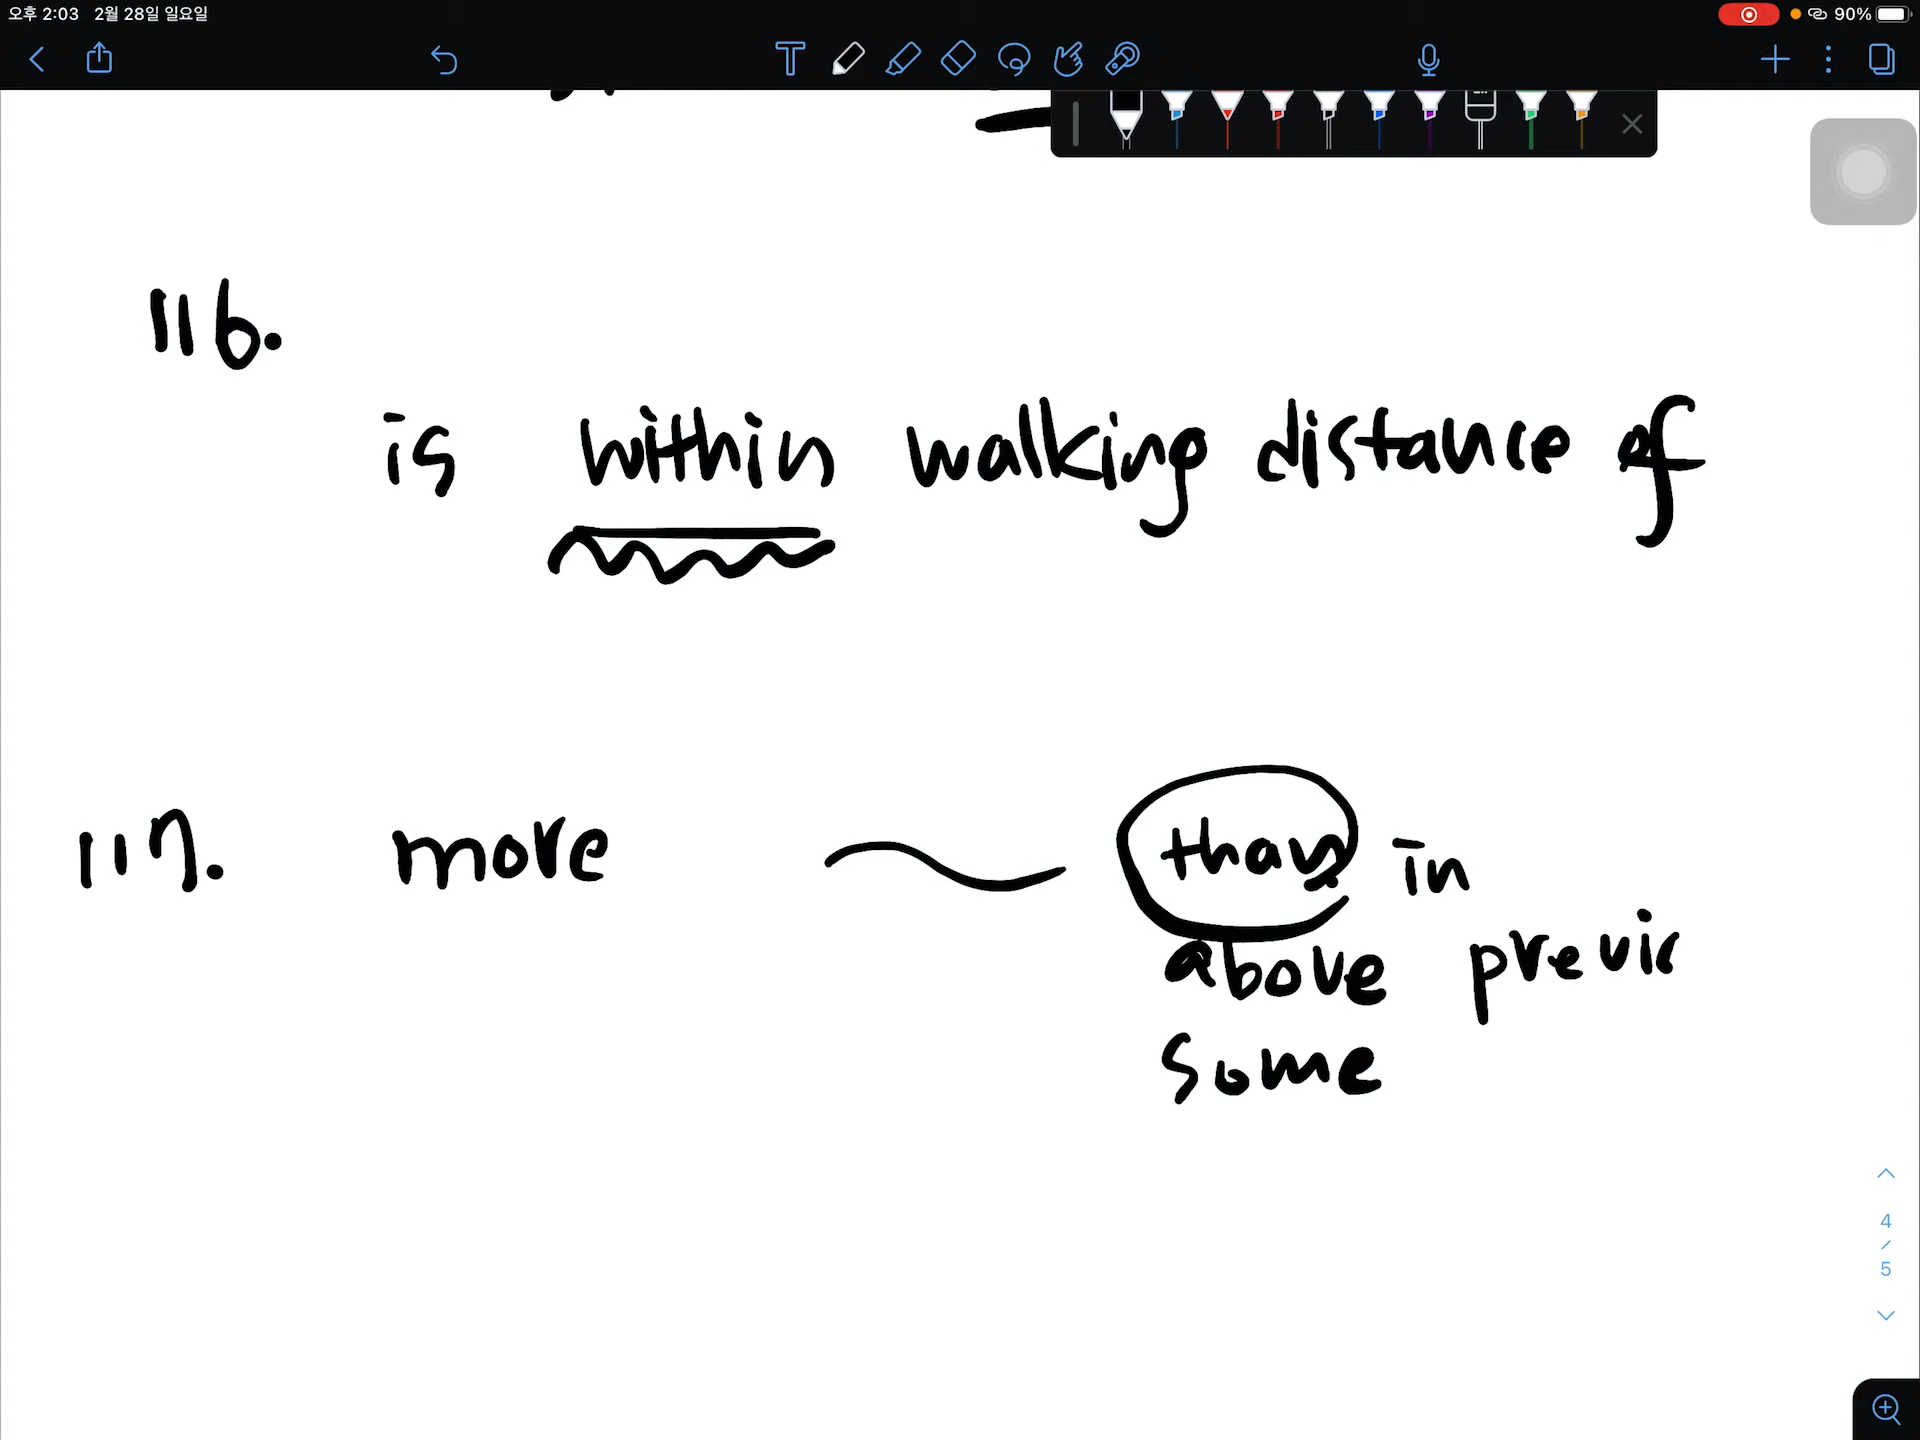 오후 2:03 2월 28일 일요일 90%
116.
is within walking distance of
117. more than in
above previo
some
4
/
5